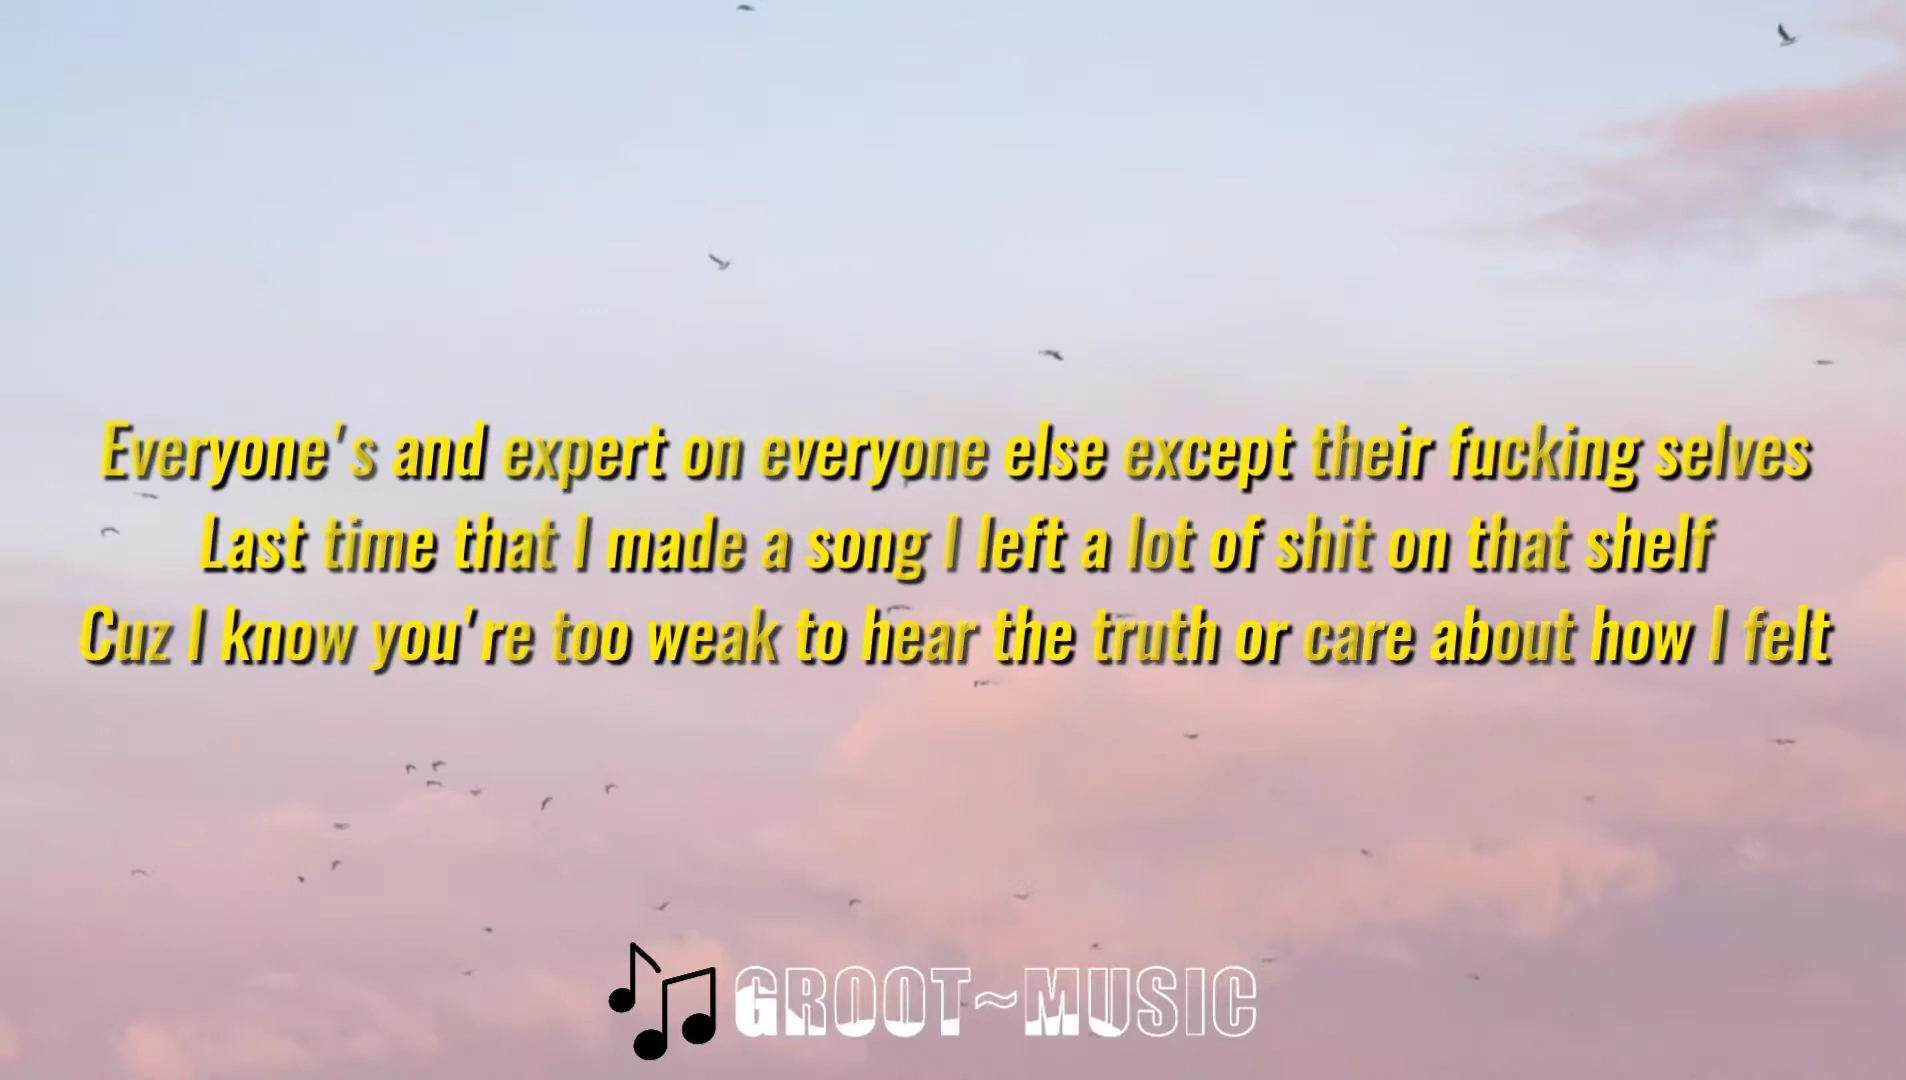 Everyone's and expert on everyone else except their fucking selves
Last time that I made a song I left a lot of shit on that shelf
Cuz I know you're too weak to hear the truth or care about how I felt
GROOT~MUSIC